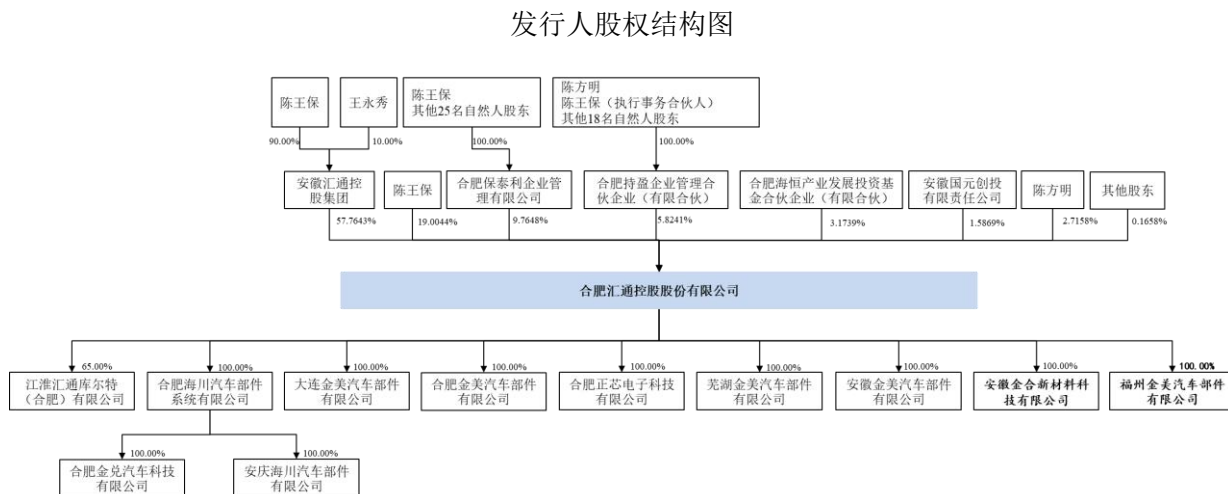 发行人股权结构图
陈王保
王永秀
陈王保
其他25名自然人股东
陈方明
陈王保（执行事务合伙人）
其他18名自然人股东
90.00%
10.00%
100.00%
100.00%
安徽汇通控
股集团
陈王保
合肥保泰利企业管
理有限公司
合肥持盈企业管理合
伙企业（有限合伙）
合肥海恒产业发展投资基
金合伙企业（有限合伙）
安徽国元创投
有限责任公司
陈方明
其他股东
57.7643%
19.0044%
9.7648%
5.8241%
3.1739%
1.5869%
2.7158%
0.1658%
合肥汇通控股股份有限公司
65.00%
100.00%
100.00%
100.00%
100.00%
100.00%
100.00%
100.00%
100.00%
江淮汇通库尔特
（合肥）有限公司
合肥海川汽车部件
系统有限公司
大连金美汽车部件
有限公司
合肥金美汽车部件
有限公司
合肥正芯电子科技
有限公司
芜湖金美汽车部件
有限公司
安徽金美汽车部件
有限公司
安徽金合新材料科
技有限公司
福州金美汽车部件
有限公司
100.00%
100.00%
合肥金兑汽车科技
有限公司
安庆海川汽车部件
有限公司